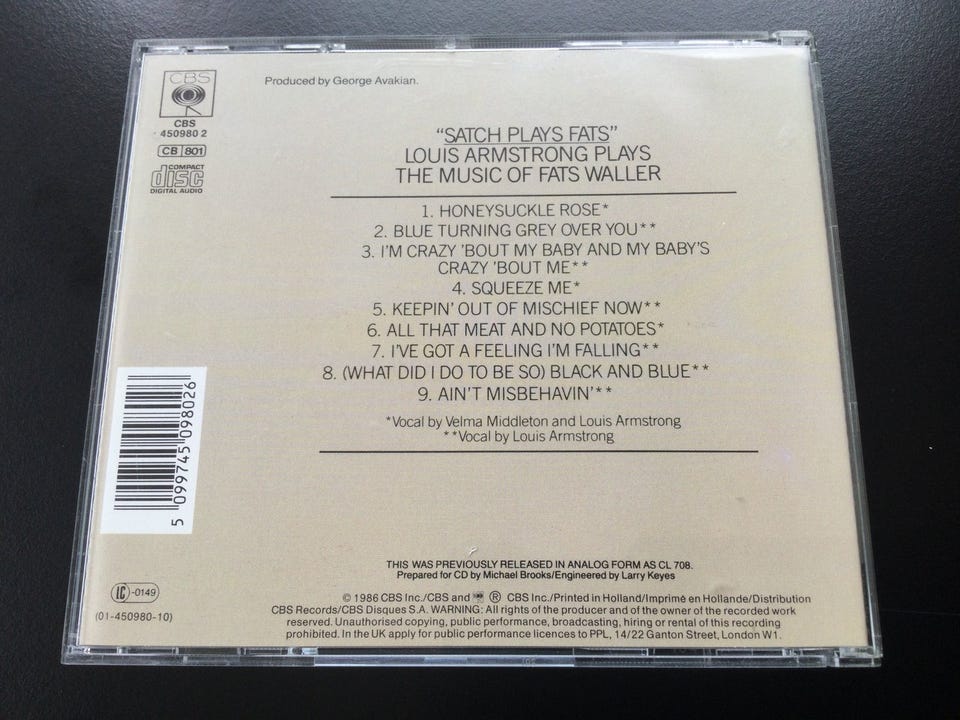 CBS
CBS
450980 2
CB 801
COMPACT
disc
DIGITAL AUDIO
Produced by George Avakian.
“SATCH PLAYS FATS”
LOUIS ARMSTRONG PLAYS
THE MUSIC OF FATS WALLER
1. HONEYSUCKLE ROSE*
2. BLUE TURNING GREY OVER YOU**
3. I'M CRAZY 'BOUT MY BABY AND MY BABY'S
CRAZY 'BOUT ME**
4. SQUEEZE ME*
5. KEEPIN' OUT OF MISCHIEF NOW**
6. ALL THAT MEAT AND NO POTATOES*
7. I'VE GOT A FEELING I'M FALLING**
8. (WHAT DID I DO TO BE SO) BLACK AND BLUE**
9. AIN'T MISBEHAVIN'**
*Vocal by Velma Middleton and Louis Armstrong
**Vocal by Louis Armstrong
5 099745 098026
THIS WAS PREVIOUSLY RELEASED IN ANALOG FORM AS CL 708.
Prepared for CD by Michael Brooks/Engineered by Larry Keyes
LC -0149
(01-450980-10)
© 1986 CBS Inc./CBS and ® CBS Inc./Printed in Holland/Imprimé en Hollande/Distribution
CBS Records/CBS Disques S.A. WARNING: All rights of the producer and of the owner of the recorded work
reserved. Unauthorised copying, public performance, broadcasting, hiring or rental of this recording
prohibited. In the UK apply for public performance licences to PPL, 14/22 Ganton Street, London W1.